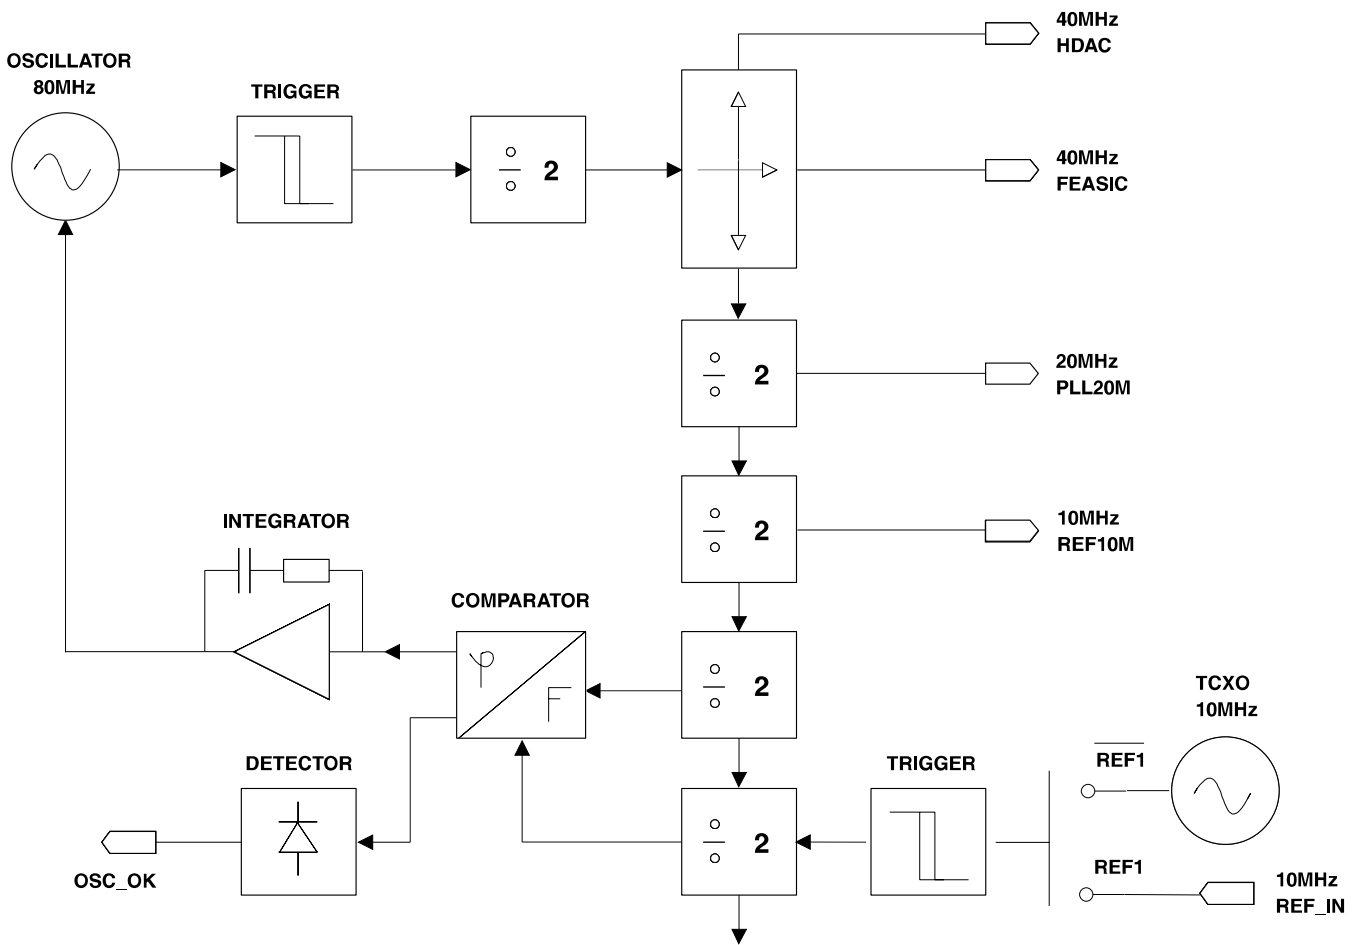 40MHz
HDAC
OSCILLATOR
80MHz
TRIGGER
÷ 2
40MHz
FEASIC
÷ 2
20MHz
PLL20M
÷ 2
10MHz
REF10M
INTEGRATOR
COMPARATOR
φ
F
÷ 2
TCXO
10MHz
REF1
DETECTOR
TRIGGER
÷ 2
OSC_OK
REF1
10MHz
REF_IN